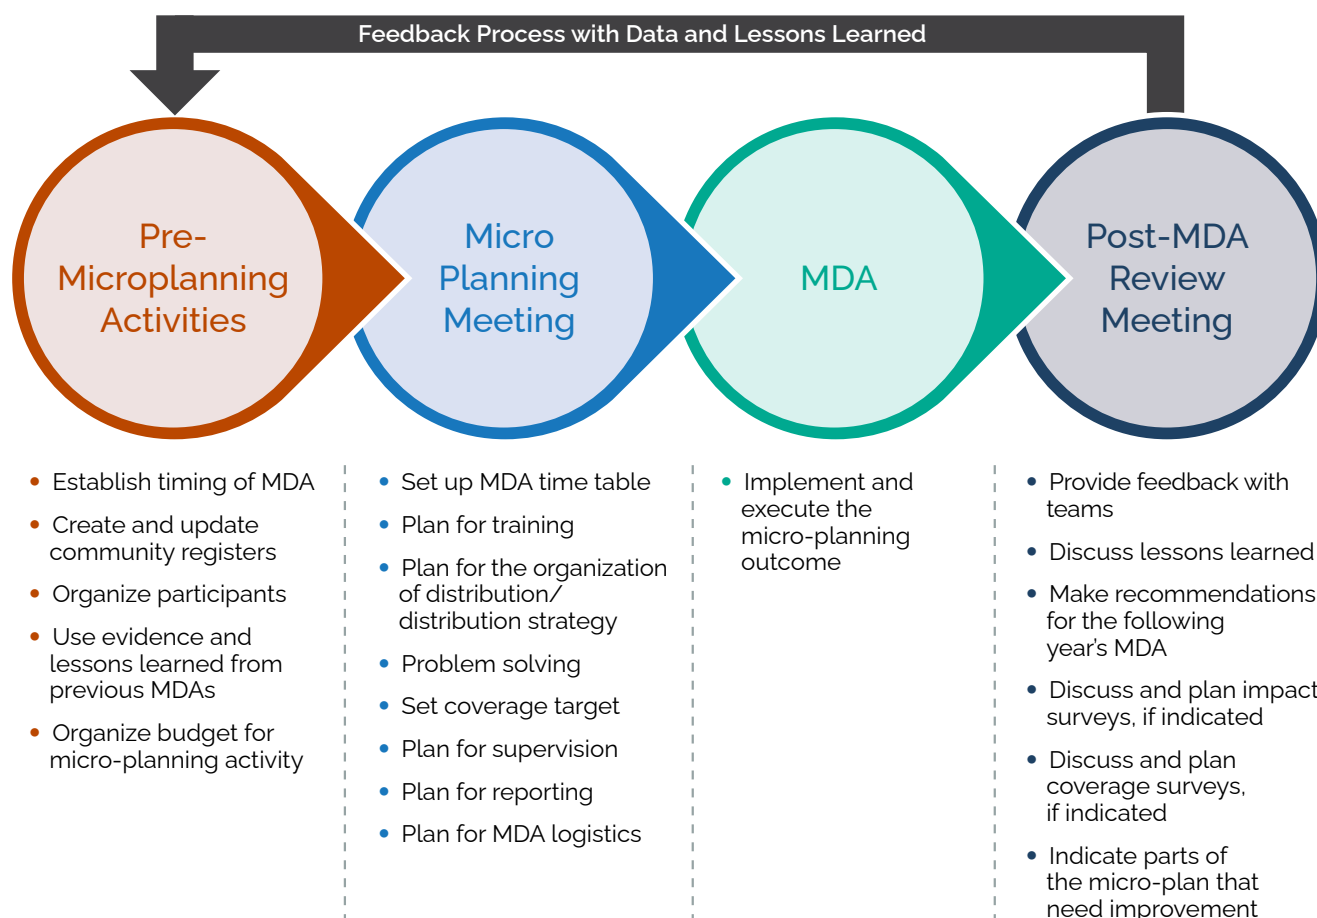 Feedback Process with Data and Lessons Learned
Pre-
Microplanning
Activities
Micro
Planning
Meeting
MDA
Post-MDA
Review
Meeting
• Establish timing of MDA
• Create and update
community registers
• Organize participants
• Use evidence and
lessons learned from
previous MDAs
• Organize budget for
micro-planning activity
• Set up MDA time table
• Plan for training
• Plan for the organization
of distribution/
distribution strategy
• Problem solving
• Set coverage target
• Plan for supervision
• Plan for reporting
• Plan for MDA logistics
• Implement and
execute the
micro-planning
outcome
• Provide feedback with
teams
• Discuss lessons learned
• Make recommendations
for the following
year’s MDA
• Discuss and plan impact
surveys, if indicated
• Discuss and plan
coverage surveys,
if indicated
• Indicate parts of
the micro-plan that
need improvement